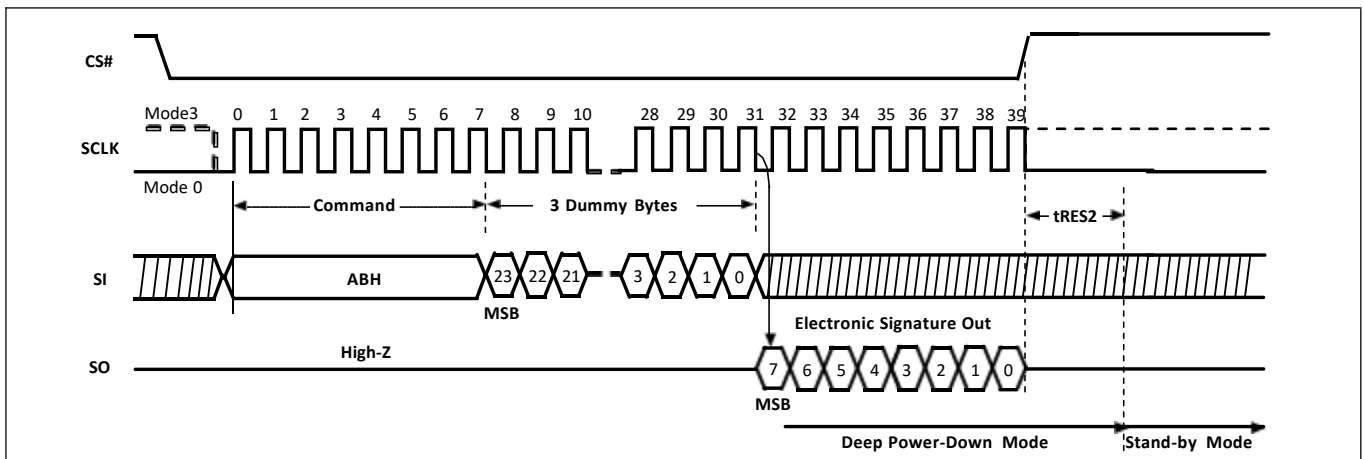 CS#
Mode3 0 1 2 3 4 5 6 7 8 9 10 28 29 30 31 32 33 34 35 36 37 38 39
SCLK
Mode 0
Command 3 Dummy Bytes
tRES2
SI ABH 23 22 21 3 2 1 0
MSB
Electronic Signature Out
High-Z
SO 7 6 5 4 3 2 1 0
MSB
Deep Power-Down Mode Stand-by Mode